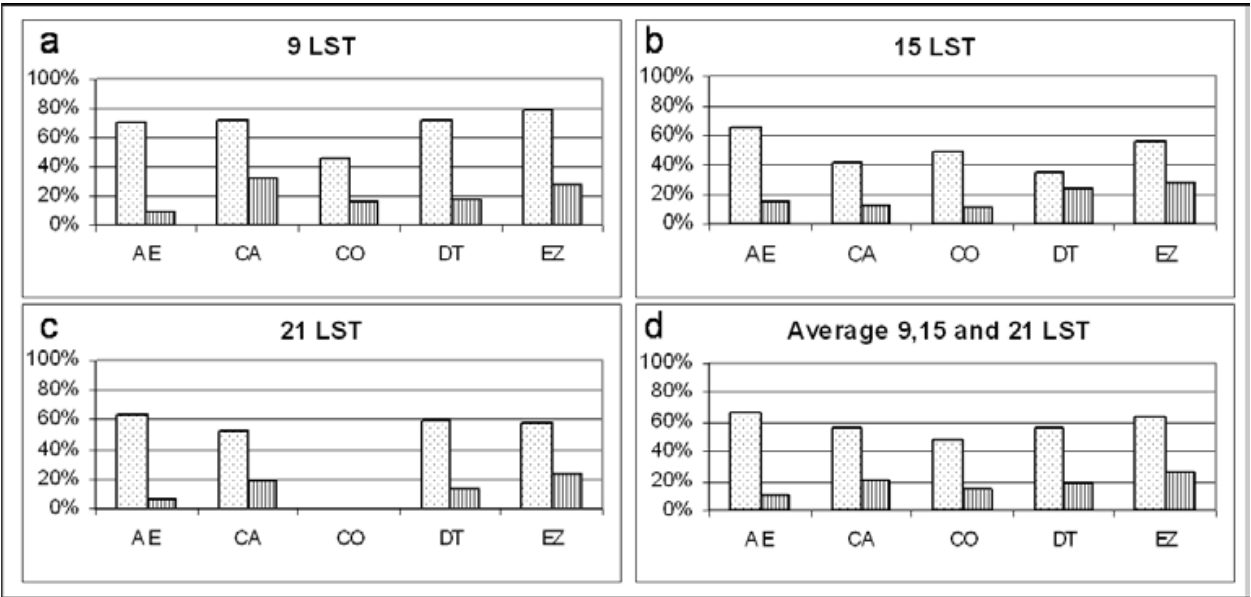 a
9 LST
100%
80%
60%
40%
20%
0%
AE CA CO DT EZ
b
15 LST
100%
80%
60%
40%
20%
0%
AE CA CO DT EZ
c
21 LST
100%
80%
60%
40%
20%
0%
AE CA CO DT EZ
d
Average 9,15 and 21 LST
100%
80%
60%
40%
20%
0%
AE CA CO DT EZ